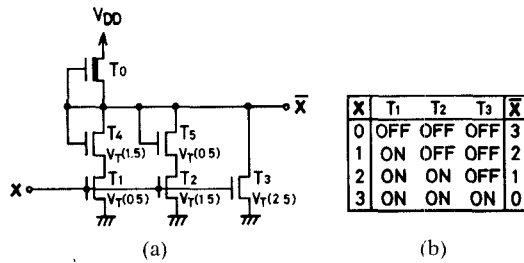 VDD
T0
X̄
T4
VT(1.5)
T5
VT(0.5)
X
T1
VT(0.5)
T2
VT(1.5)
T3
VT(2.5)
(a)
X T1 T2 T3 X̄
0 OFF OFF OFF 3
1 ON OFF OFF 2
2 ON ON OFF 1
3 ON ON ON 0
(b)